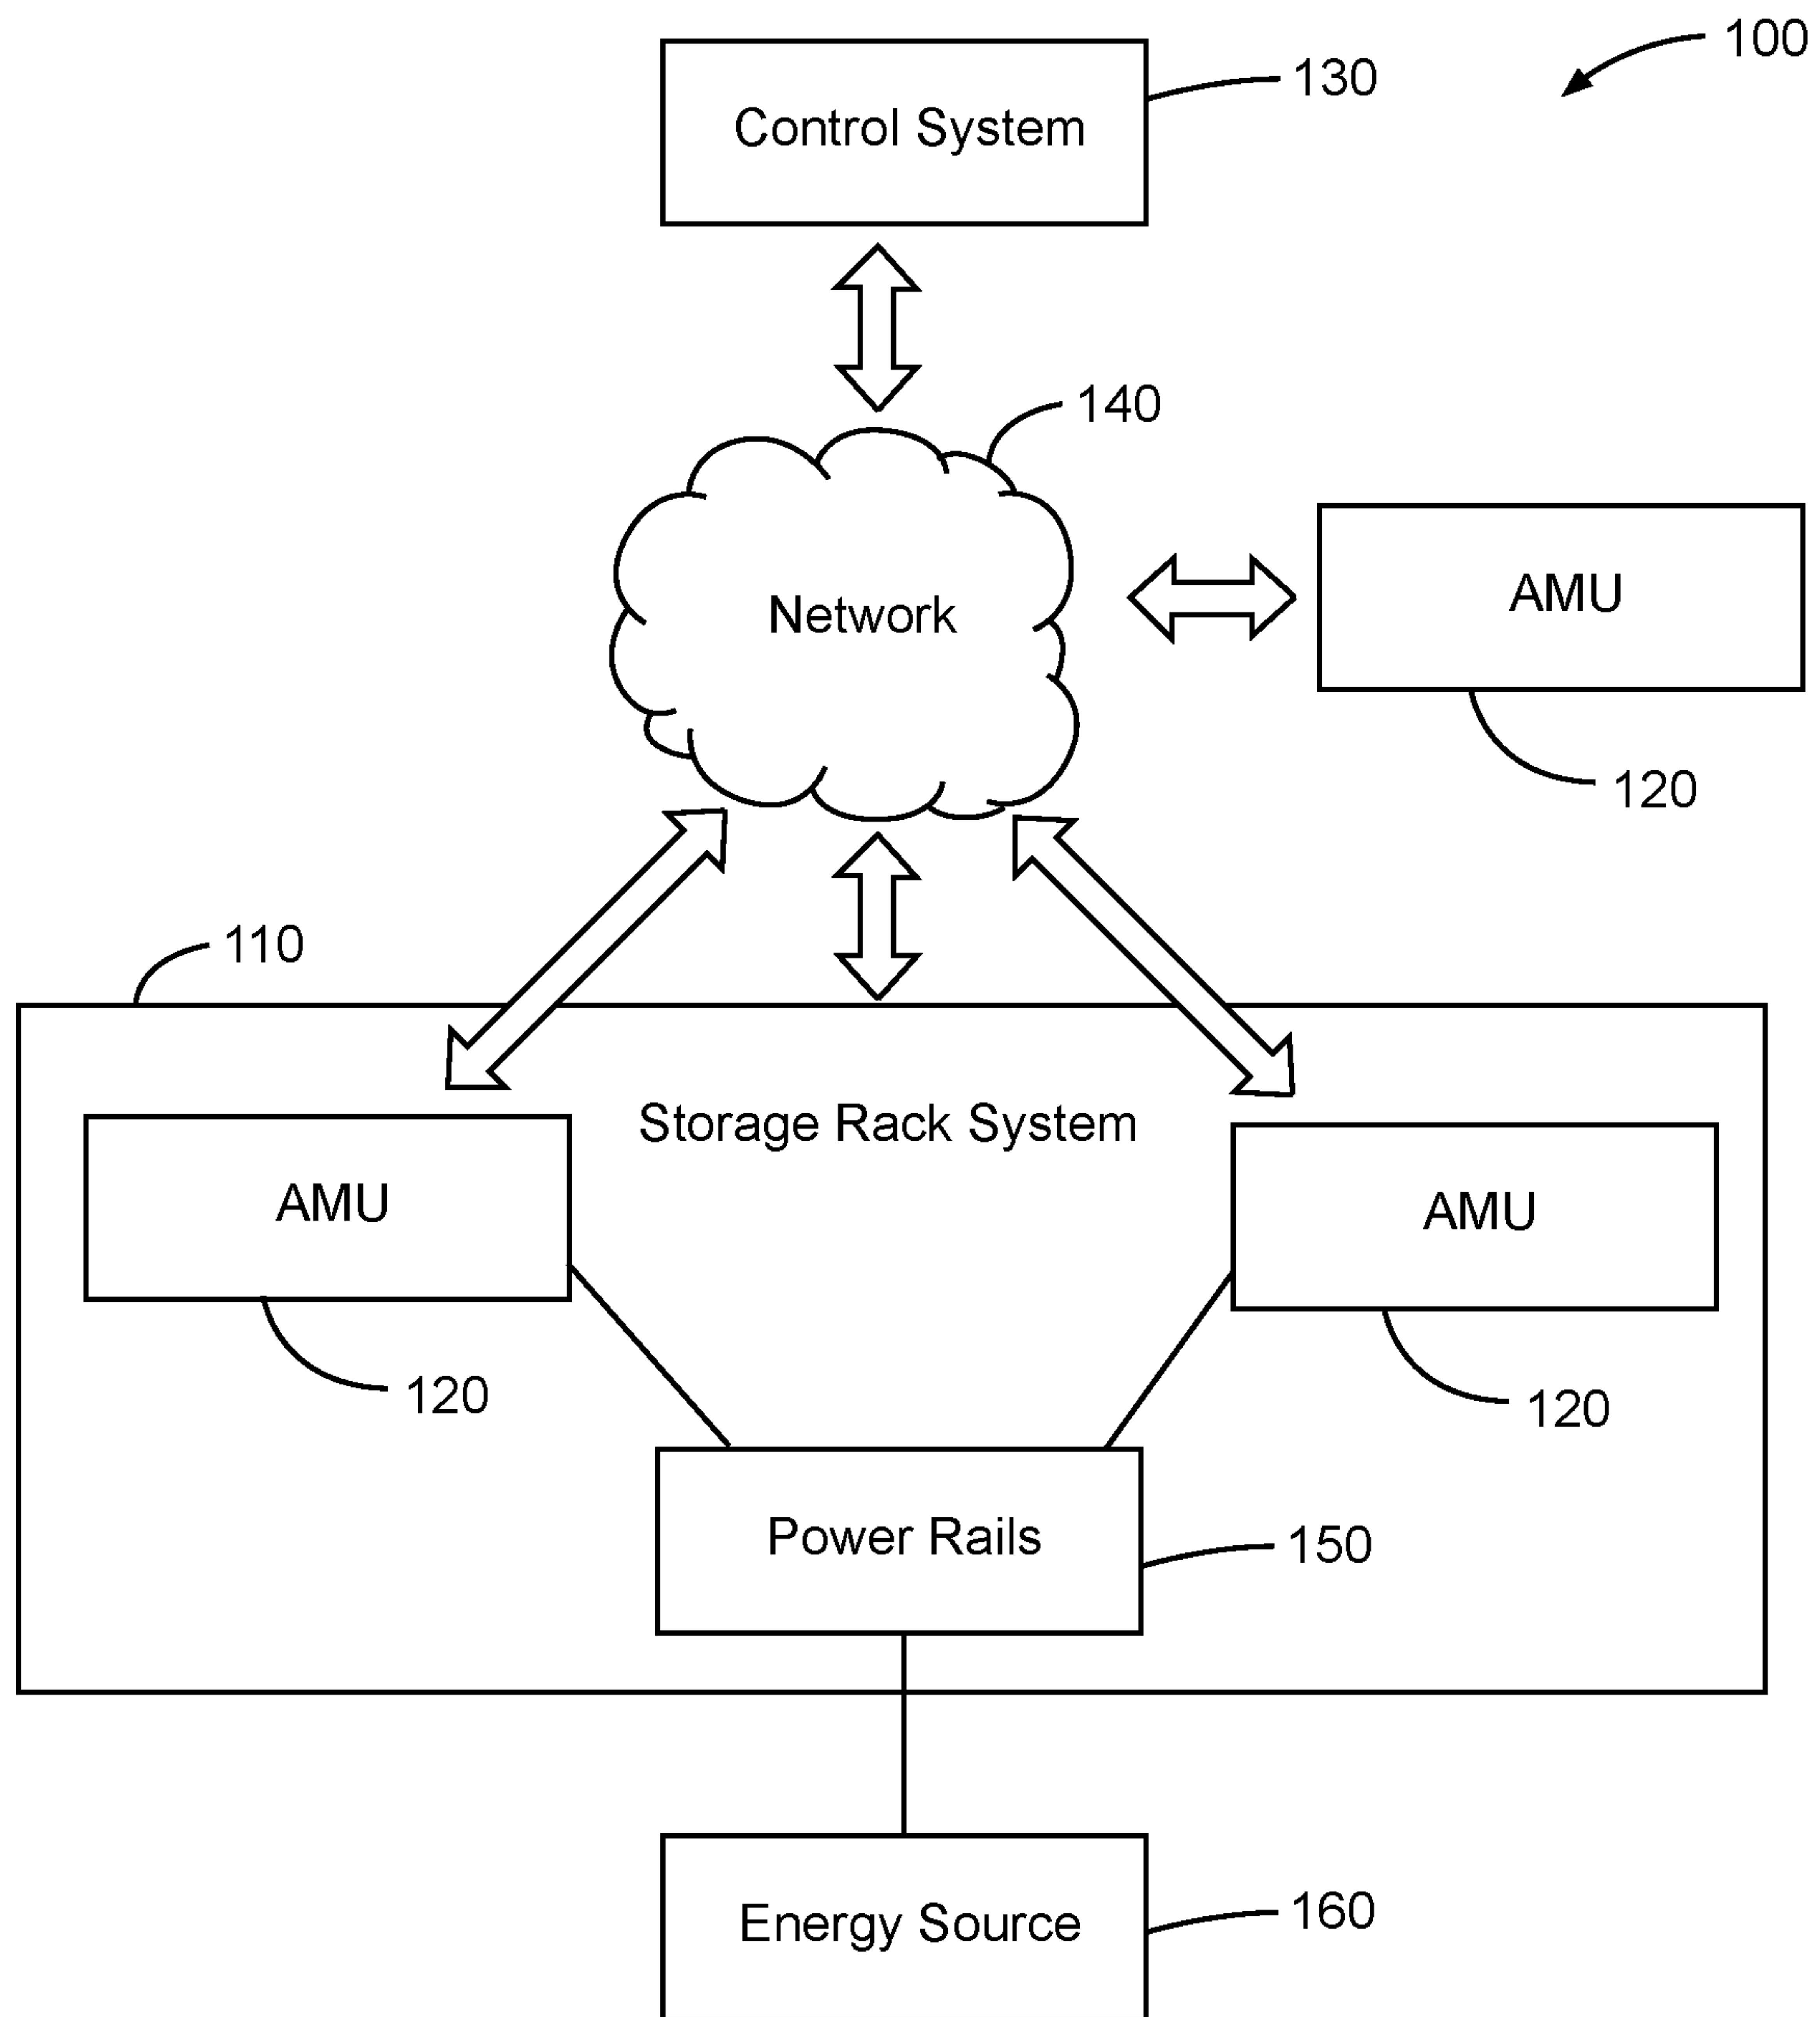 100
130
Control System
140
Network
AMU
120
110
Storage Rack System
AMU
AMU
120
120
Power Rails
150
Energy Source
160